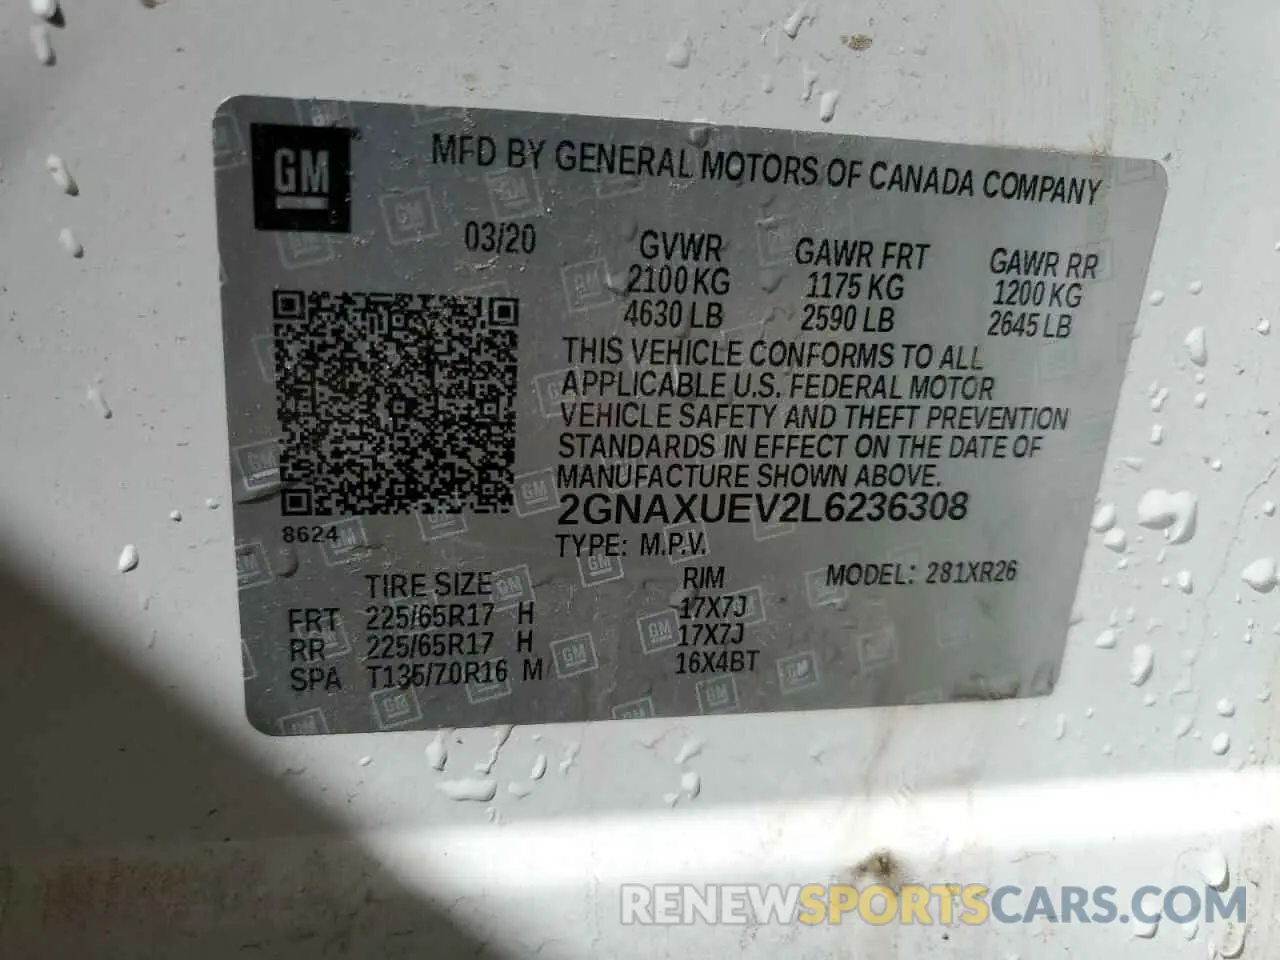 GM
MFD BY GENERAL MOTORS OF CANADA COMPANY
03/20
GVWR GAWR FRT GAWR RR
2100 KG 1175 KG 1200 KG
4630 LB 2590 LB 2645 LB
THIS VEHICLE CONFORMS TO ALL
APPLICABLE U.S. FEDERAL MOTOR
VEHICLE SAFETY AND THEFT PREVENTION
STANDARDS IN EFFECT ON THE DATE OF
MANUFACTURE SHOWN ABOVE.
2GNAXUEV2L6236308
8624
TYPE: M.P.V.
TIRE SIZE RIM MODEL: 281XR26
FRT 225/65R17 H 17X7J
RR 225/65R17 H 17X7J
SPA T135/70R16 M 16X4BT
RENEWSPORTSCARS.COM